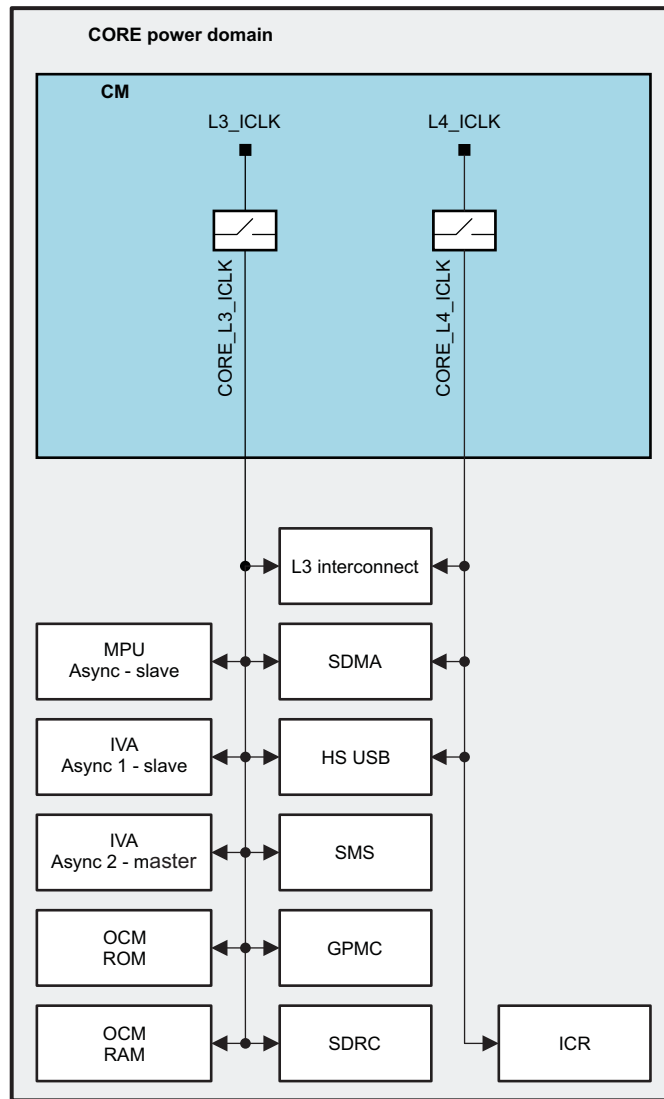 CORE power domain
CM
L3_ICLK
L4_ICLK
CORE_L3_ICLK
CORE_L4_ICLK
L3 interconnect
MPU
Async - slave
SDMA
IVA
Async 1 - slave
HS USB
IVA
Async 2 - master
SMS
OCM
ROM
GPMC
OCM
RAM
SDRC
ICR